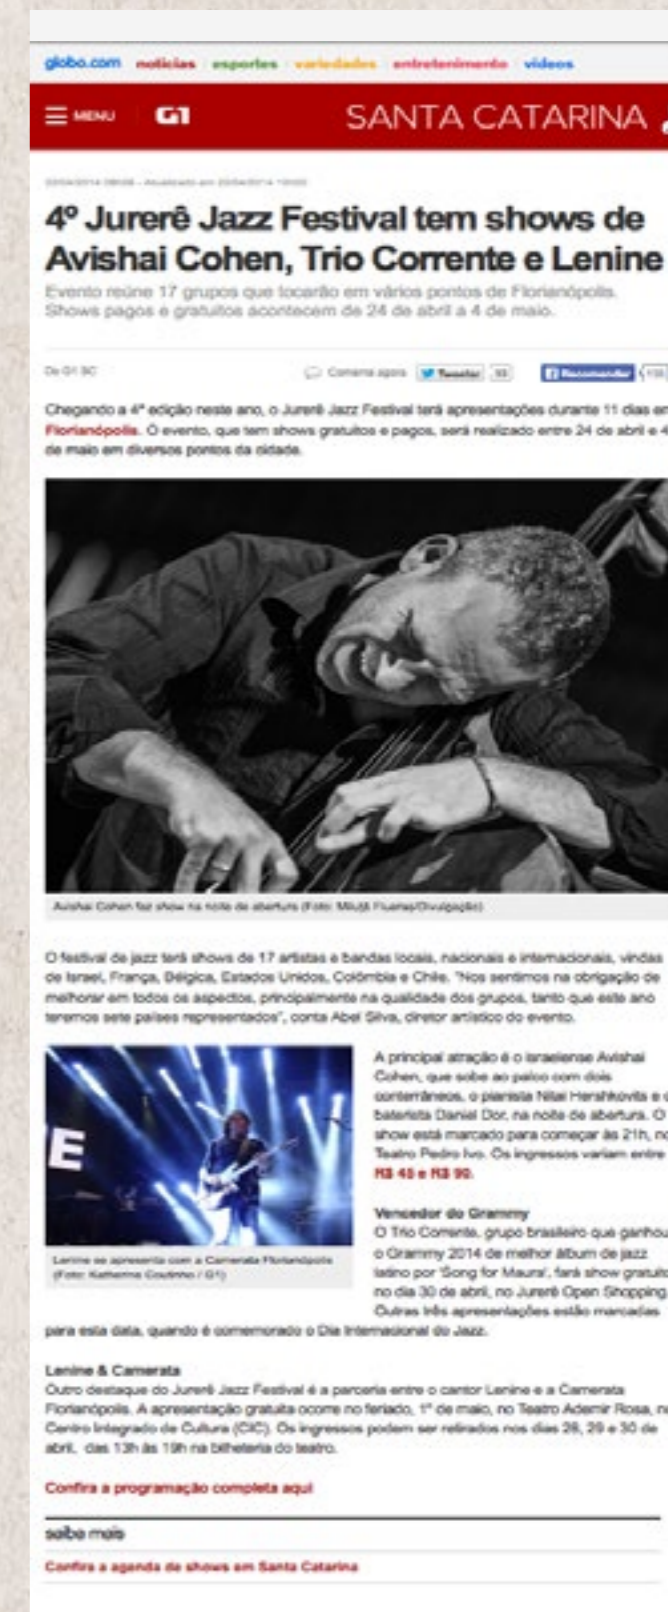 globo.com notícias esportes variedades entretenimento vídeos
MENU G1 SANTA CATARINA
4º Jurerê Jazz Festival tem shows de
Avishai Cohen, Trio Corrente e Lenine
Evento reúne 17 grupos que tocarão em vários pontos de Florianópolis.
Shows pagos e gratuitos acontecem de 24 de abril a 4 de maio.
Do G1 SC Comente agora Tweetar Recomendar
Chegando a 4ª edição neste ano, o Jurerê Jazz Festival terá apresentações durante 11 dias em
Florianópolis. O evento, que tem shows gratuitos e pagos, será realizado entre 24 de abril e 4
de maio em diversos pontos da cidade.
Avishai Cohen faz show na noite de abertura (Foto: /Divulgação)
O festival de jazz terá shows de 17 artistas e bandas locais, nacionais e internacionais, vindas
de Israel, França, Bélgica, Estados Unidos, Colômbia e Chile. "Nos sentimos na obrigação de
melhorar em todos os aspectos, principalmente na qualidade dos grupos, tanto que este ano
teremos sete países representados", conta Abel Silva, diretor artístico do evento.
E
A principal atração é o israelense Avishai
Cohen, que sobe ao palco com dois
conterrâneos, o pianista Nitai Hershkovits e o
baterista Daniel Dor, na noite de abertura. O
show está marcado para começar às 21h, no
Teatro Pedro Ivo. Os ingressos variam entre
R$ 45 e R$ 90.
Lenine se apresenta com a Camerata Florianópolis
(Foto: Katherine Coutinho / G1)
Vencedor do Grammy
O Trio Corrente, grupo brasileiro que ganhou
o Grammy 2014 de melhor álbum de jazz
latino por 'Song for Maura', fará show gratuito
no dia 30 de abril, no Jurerê Open Shopping.
Outras três apresentações estão marcadas
para esta data, quando é comemorado o Dia Internacional do Jazz.
Lenine & Camerata
Outro destaque do Jurerê Jazz Festival é a parceria entre o cantor Lenine e a Camerata
Florianópolis. A apresentação gratuita ocorre no feriado, 1º de maio, no Teatro Ademir Rosa, no
Centro Integrado de Cultura (CIC). Os ingressos podem ser retirados nos dias 28, 29 e 30 de
abril, das 13h às 19h na bilheteria do teatro.
Confira a programação completa aqui
saiba mais
Confira a agenda de shows em Santa Catarina